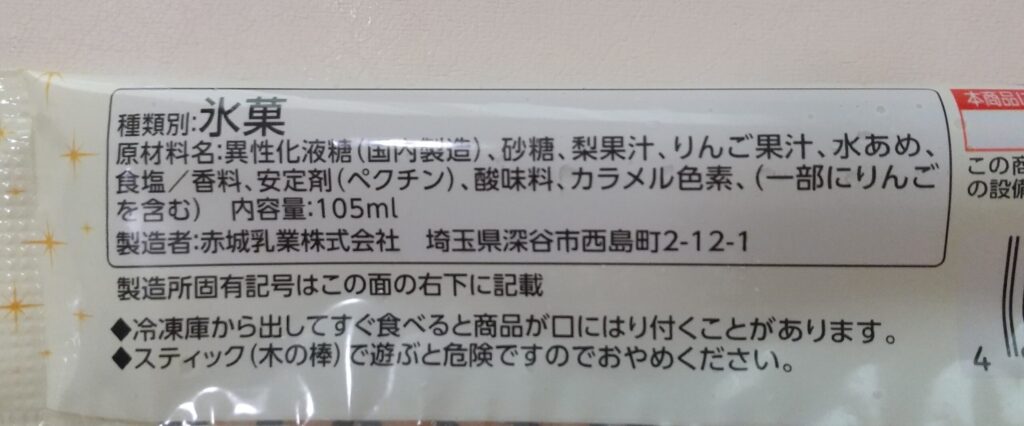 種類別:氷菓
原材料名:異性化液糖(国内製造)、砂糖、梨果汁、りんご果汁、水あめ、
食塩/香料、安定剤(ペクチン)、酸味料、カラメル色素、(一部にりんご
を含む) 内容量:105ml
製造者:赤城乳業株式会社 埼玉県深谷市西島町2-12-1
製造所固有記号はこの面の右下に記載
◆冷凍庫から出してすぐ食べると商品が口にはり付くことがあります。
◆スティック(木の棒)で遊ぶと危険ですのでおやめください。
本商品
この商
の設備
4